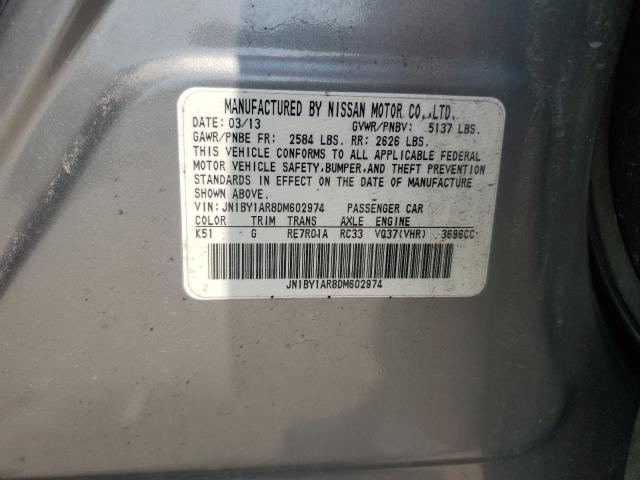 MANUFACTURED BY NISSAN MOTOR CO.,LTD.
DATE: 03/13 GVWR/PNBV: 5137 LBS.
GAWR/PNBE FR: 2584 LBS. RR: 2626 LBS.
THIS VEHICLE CONFORMS TO ALL APPLICABLE FEDERAL
MOTOR VEHICLE SAFETY,BUMPER,AND THEFT PREVENTION
STANDARDS IN EFFECT ON THE DATE OF MANUFACTURE
SHOWN ABOVE.
VIN: JN1BY1AR8DM602974 PASSENGER CAR
COLOR TRIM TRANS AXLE ENGINE
K51 G RE7R01A RC33 VQ37(VHR) 3696CC
JN1BY1AR8DM602974